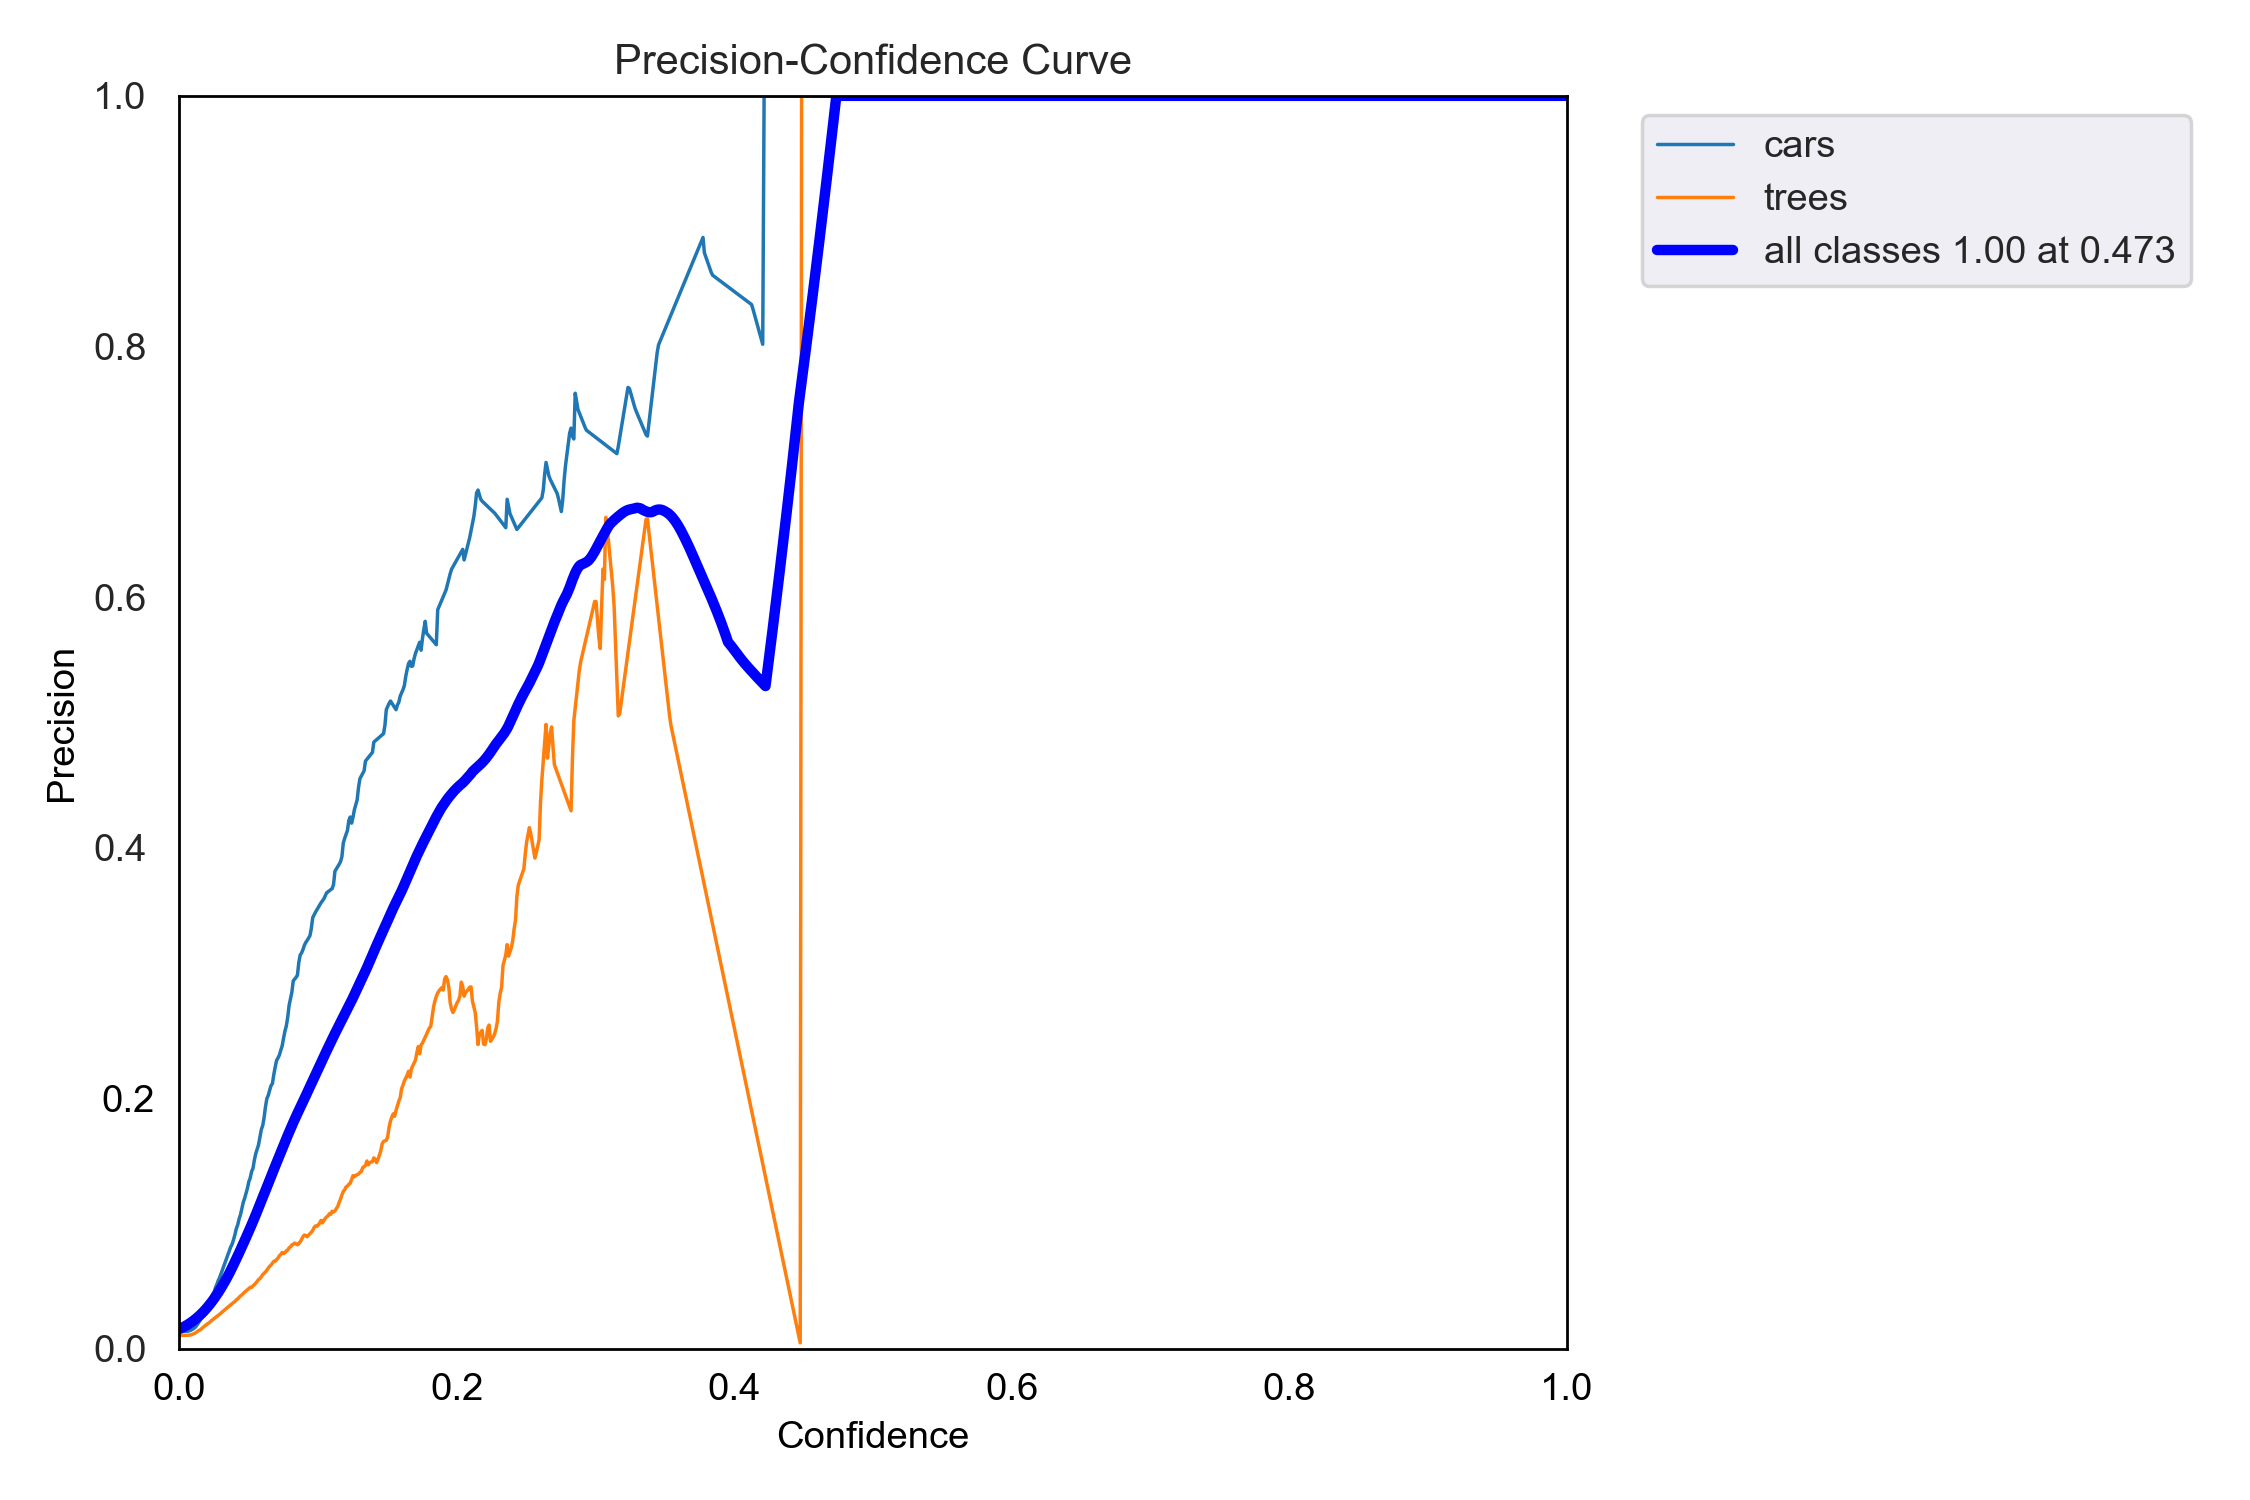 Precision-Confidence Curve
1.0
0.8
0.6
0.4
0.2
0.0
Precision
0.0 0.2 0.4 0.6 0.8 1.0
Confidence
cars
trees
all classes 1.00 at 0.473